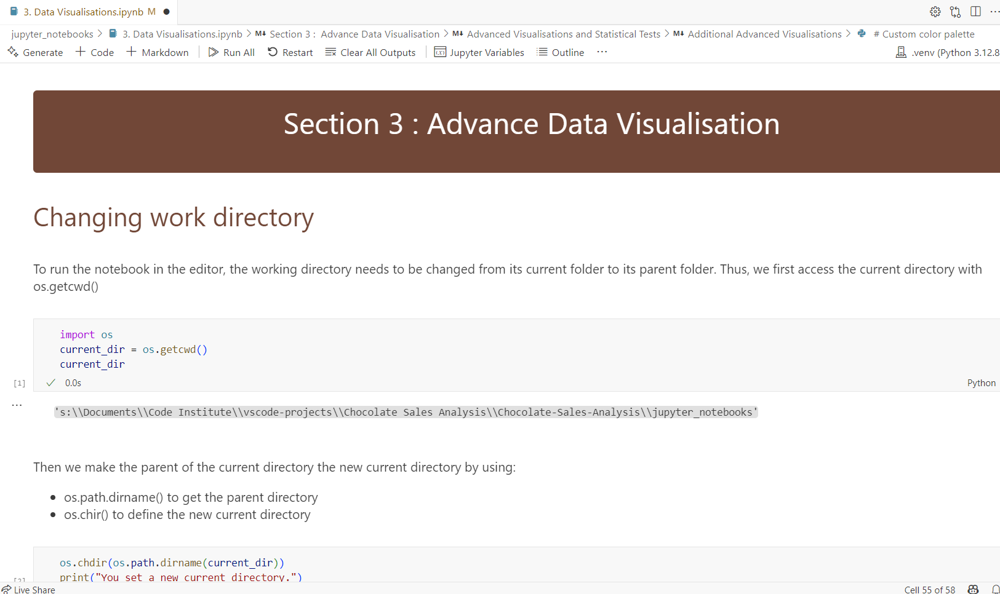 3. Data Visualisations.ipynb M
jupyter_notebooks > 3. Data Visualisations.ipynb > M↓ Section 3 : Advance Data Visualisation > M↓ Advanced Visualisations and Statistical Tests > M↓ Additional Advanced Visualisations > # Custom color palette
Generate + Code + Markdown Run All Restart Clear All Outputs Jupyter Variables Outline ··· .venv (Python 3.12.8
Section 3 : Advance Data Visualisation
Changing work directory
To run the notebook in the editor, the working directory needs to be changed from its current folder to its parent folder. Thus, we first access the current directory with
os.getcwd()
import os
current_dir = os.getcwd()
current_dir
[1] ✓ 0.0s Python
···
's:\\Documents\\Code Institute\\vscode-projects\\Chocolate Sales Analysis\\Chocolate-Sales-Analysis\\jupyter_notebooks'
Then we make the parent of the current directory the new current directory by using:
• os.path.dirname() to get the parent directory
• os.chir() to define the new current directory
os.chdir(os.path.dirname(current_dir))
print("You set a new current directory.")
[2]
Live Share Cell 55 of 58